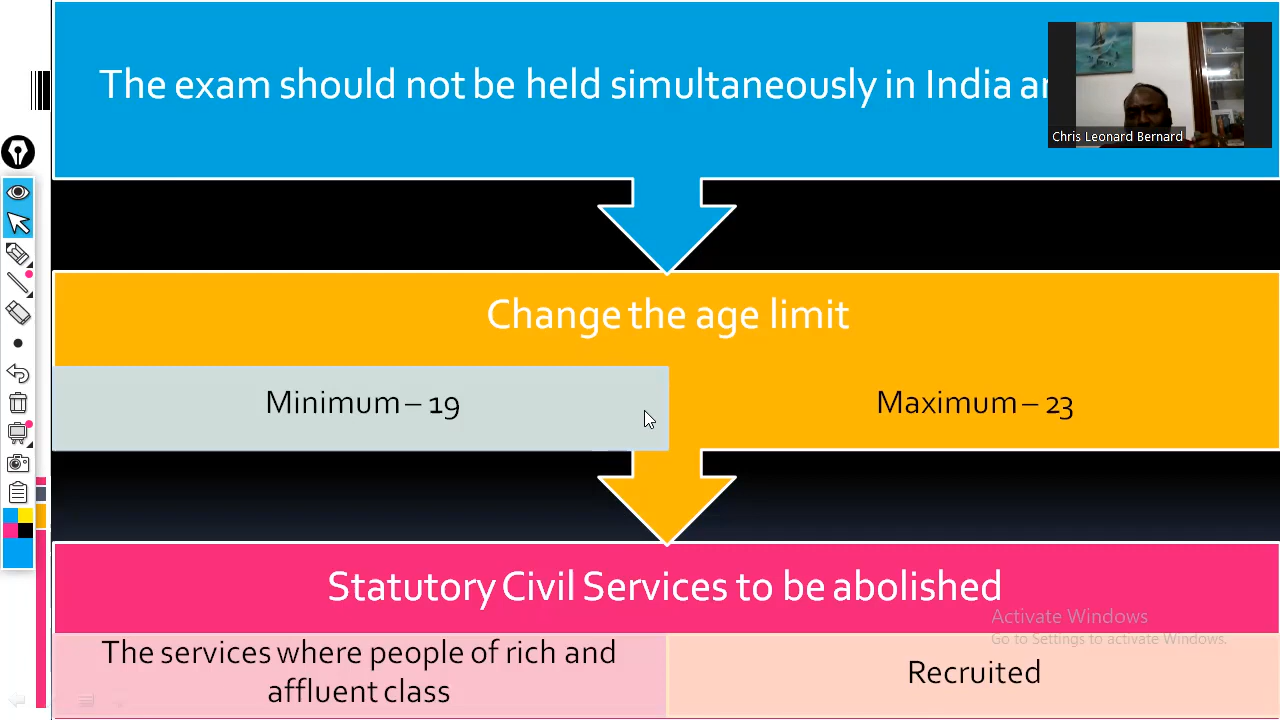 The exam should not be held simultaneously in India
Chris Leonard Bernard
Change the age limit
Minimum – 19
Maximum – 23
Statutory Civil Services to be abolished
Activate Windows
Go to Settings to activate Windows.
The services where people of rich and
affluent class
Recruited